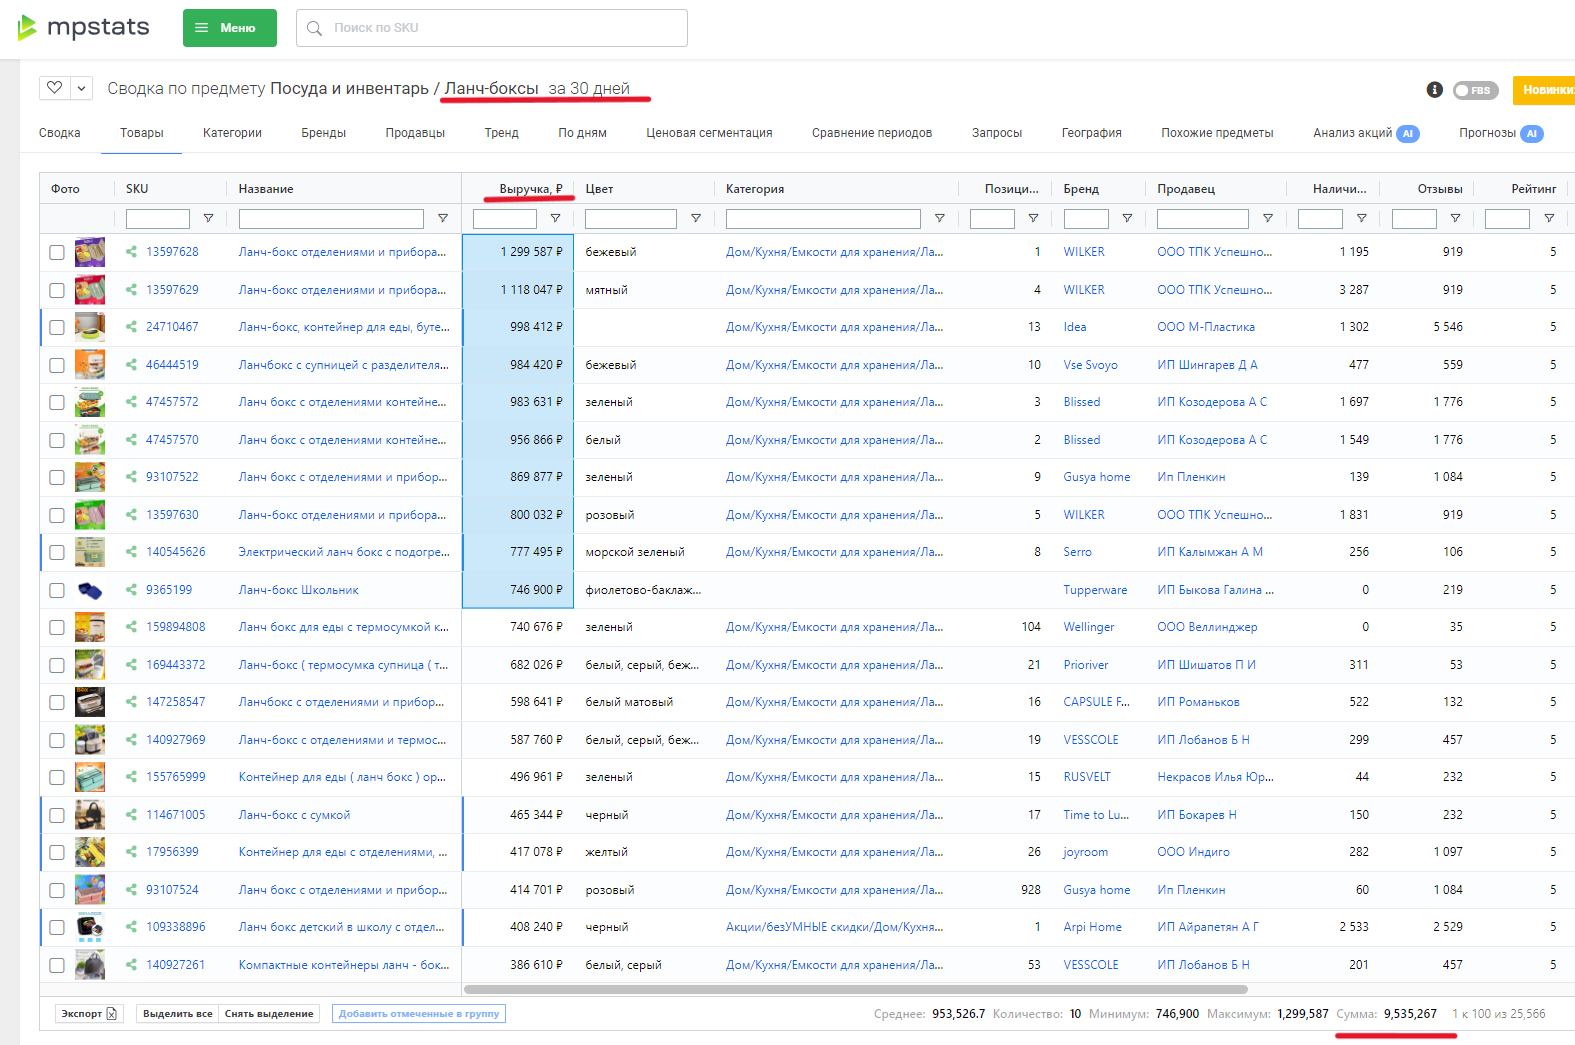 mpstats
Меню
Поиск по SKU
Сводка по предмету Посуда и инвентарь / Ланч-боксы за 30 дней
FBS
Новинки
Сводка Товары Категории Бренды Продавцы Тренд По дням Ценовая сегментация Сравнение периодов Запросы География Похожие предметы Анализ акций AI Прогнозы AI
Фото SKU Название Выручка, ₽ Цвет Категория Позици... Бренд Продавец Наличи... Отзывы Рейтинг
13597628 Ланч-бокс отделениями и прибора... 1 299 587 ₽ бежевый Дом/Кухня/Емкости для хранения/Ла... 1 WILKER ООО ТПК Успешно... 1 195 919 5
13597629 Ланч-бокс отделениями и прибора... 1 118 047 ₽ мятный Дом/Кухня/Емкости для хранения/Ла... 4 WILKER ООО ТПК Успешно... 3 287 919 5
24710467 Ланч-бокс, контейнер для еды, буте... 998 412 ₽ Дом/Кухня/Емкости для хранения/Ла... 13 Idea ООО М-Пластика 1 302 5 546 5
46444519 Ланчбокс с супницей с разделителя... 984 420 ₽ бежевый Дом/Кухня/Емкости для хранения/Ла... 10 Vse Svoyo ИП Шингарев Д А 477 559 5
47457572 Ланч бокс с отделениями контейне... 983 631 ₽ зеленый Дом/Кухня/Емкости для хранения/Ла... 3 Blissed ИП Козодерова А С 1 697 1 776 5
47457570 Ланч бокс с отделениями контейне... 956 866 ₽ белый Дом/Кухня/Емкости для хранения/Ла... 2 Blissed ИП Козодерова А С 1 549 1 776 5
93107522 Ланч бокс с отделениями и прибор... 869 877 ₽ зеленый Дом/Кухня/Емкости для хранения/Ла... 9 Gusya home Ип Пленкин 139 1 084 5
13597630 Ланч-бокс отделениями и прибора... 800 032 ₽ розовый Дом/Кухня/Емкости для хранения/Ла... 5 WILKER ООО ТПК Успешно... 1 831 919 5
140545626 Электрический ланч бокс с подогре... 777 495 ₽ морской зеленый Дом/Кухня/Емкости для хранения/Ла... 8 Serro ИП Калымжан А М 256 106 5
9365199 Ланч-бокс Школьник 746 900 ₽ фиолетово-баклаж... Tupperware ИП Быкова Галина ... 0 219 5
159894808 Ланч бокс для еды с термосумкой к... 740 676 ₽ зеленый Дом/Кухня/Емкости для хранения/Ла... 104 Wellinger ООО Веллинджер 0 35 5
169443372 Ланч-бокс ( термосумка супница ( т... 682 026 ₽ белый, серый, беж... Дом/Кухня/Емкости для хранения/Ла... 21 Prioriver ИП Шишатов П И 311 53 5
147258547 Ланчбокс с отделениями и прибор... 598 641 ₽ белый матовый Дом/Кухня/Емкости для хранения/Ла... 16 CAPSULE F... ИП Романьков 522 132 5
140927969 Ланч-бокс с отделениями и термос... 587 760 ₽ белый, серый, беж... Дом/Кухня/Емкости для хранения/Ла... 19 VESSCOLE ИП Лобанов Б Н 299 457 5
155765999 Контейнер для еды ( ланч бокс ) ор... 496 961 ₽ зеленый Дом/Кухня/Емкости для хранения/Ла... 15 RUSVELT Некрасов Илья Юр... 44 232 5
114671005 Ланч-бокс с сумкой 465 344 ₽ черный Дом/Кухня/Емкости для хранения/Ла... 17 Time to Lu... ИП Бокарев Н 150 232 5
17956399 Контейнер для еды с отделениями, ... 417 078 ₽ желтый Дом/Кухня/Емкости для хранения/Ла... 26 joyroom ООО Индиго 282 1 097 5
93107524 Ланч бокс с отделениями и прибор... 414 701 ₽ розовый Дом/Кухня/Емкости для хранения/Ла... 928 Gusya home Ип Пленкин 60 1 084 5
109338896 Ланч бокс детский в школу с отдел... 408 240 ₽ черный Акции/безУМНЫЕ скидки/Дом/Кухня... 1 Arpi Home ИП Айрапетян А Г 2 533 2 529 5
140927261 Компактные контейнеры ланч - бок... 386 610 ₽ белый, серый Дом/Кухня/Емкости для хранения/Ла... 53 VESSCOLE ИП Лобанов Б Н 201 457 5
Экспорт Выделить все Снять выделение Добавить отмеченные в группу Среднее: 953,526.7 Количество: 10 Минимум: 746,900 Максимум: 1,299,587 Сумма: 9,535,267 1 к 100 из 25,566